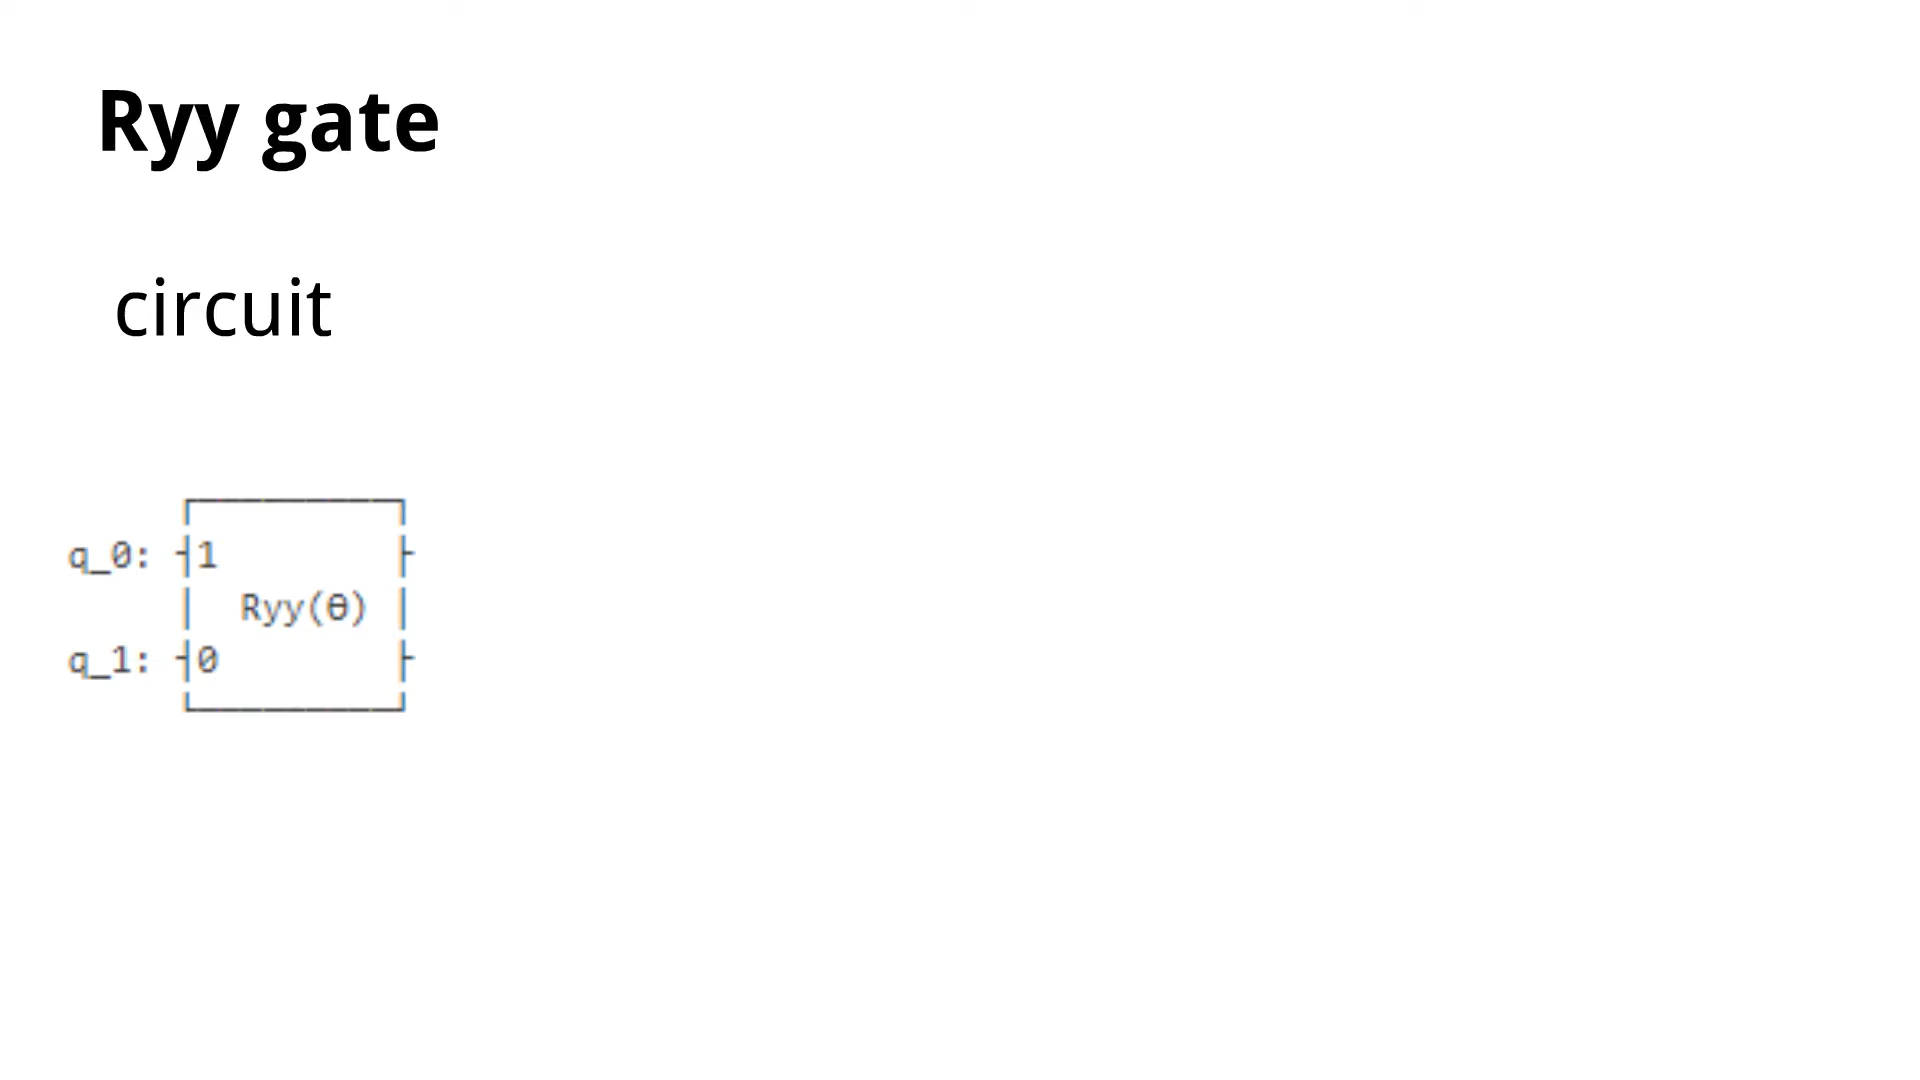 Ryy gate
circuit
q_0: ┤1 ├
│ Ryy(θ) │
q_1: ┤0 ├